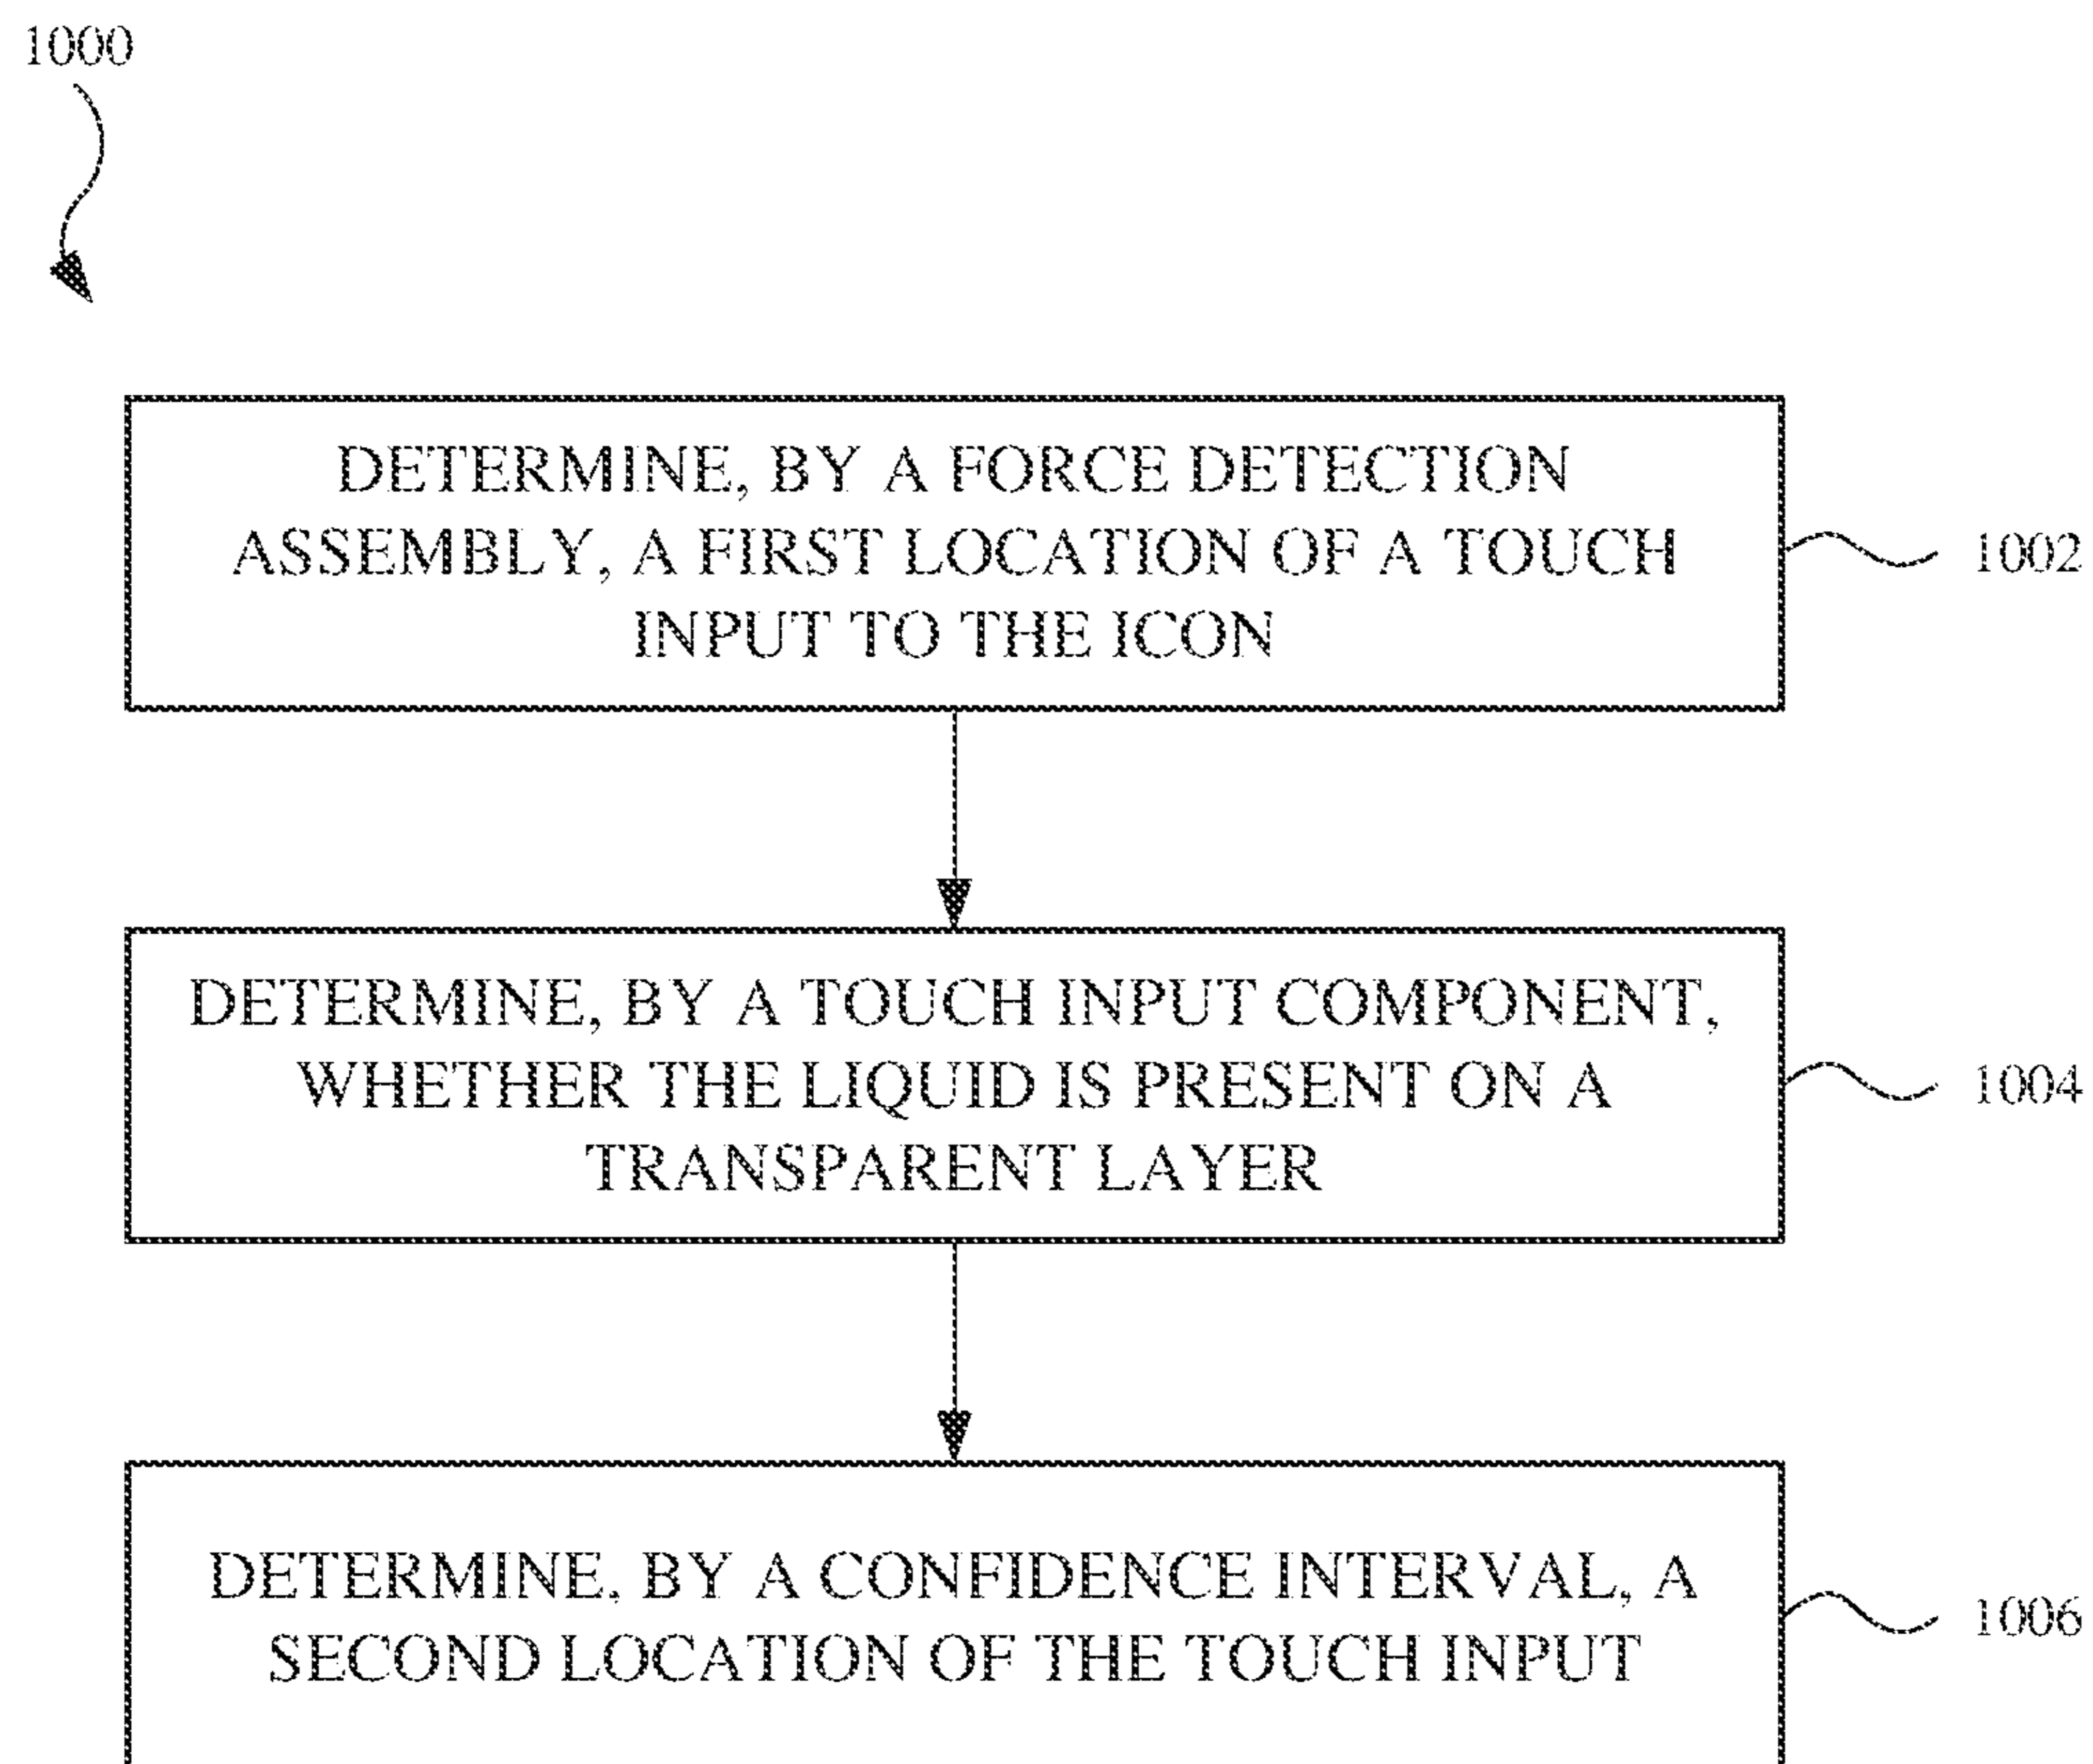 1000
DETERMINE, BY A FORCE DETECTION
ASSEMBLY, A FIRST LOCATION OF A TOUCH
INPUT TO THE ICON
1002
DETERMINE, BY A TOUCH INPUT COMPONENT,
WHETHER THE LIQUID IS PRESENT ON A
TRANSPARENT LAYER
1004
DETERMINE, BY A CONFIDENCE INTERVAL, A
SECOND LOCATION OF THE TOUCH INPUT
1006